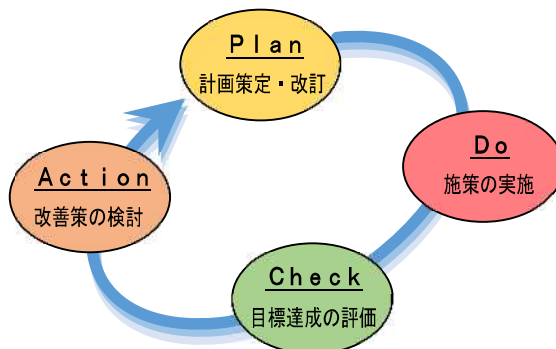 Ｐｌａｎ
計画策定・改訂
Ｄｏ
施策の実施
Ｃｈｅｃｋ
目標達成の評価
Ａｃｔｉｏｎ
改善策の検討